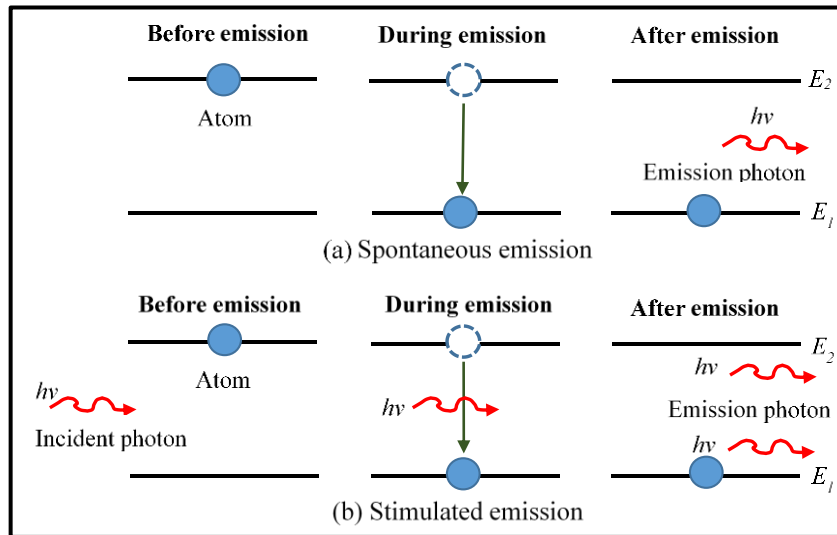 Before emission During emission After emission
E2
Atom
hv
Emission photon
E1
(a) Spontaneous emission
Before emission During emission After emission
E2
Atom
hv
hv
hv
Incident photon
Emission photon
hv
E1
(b) Stimulated emission